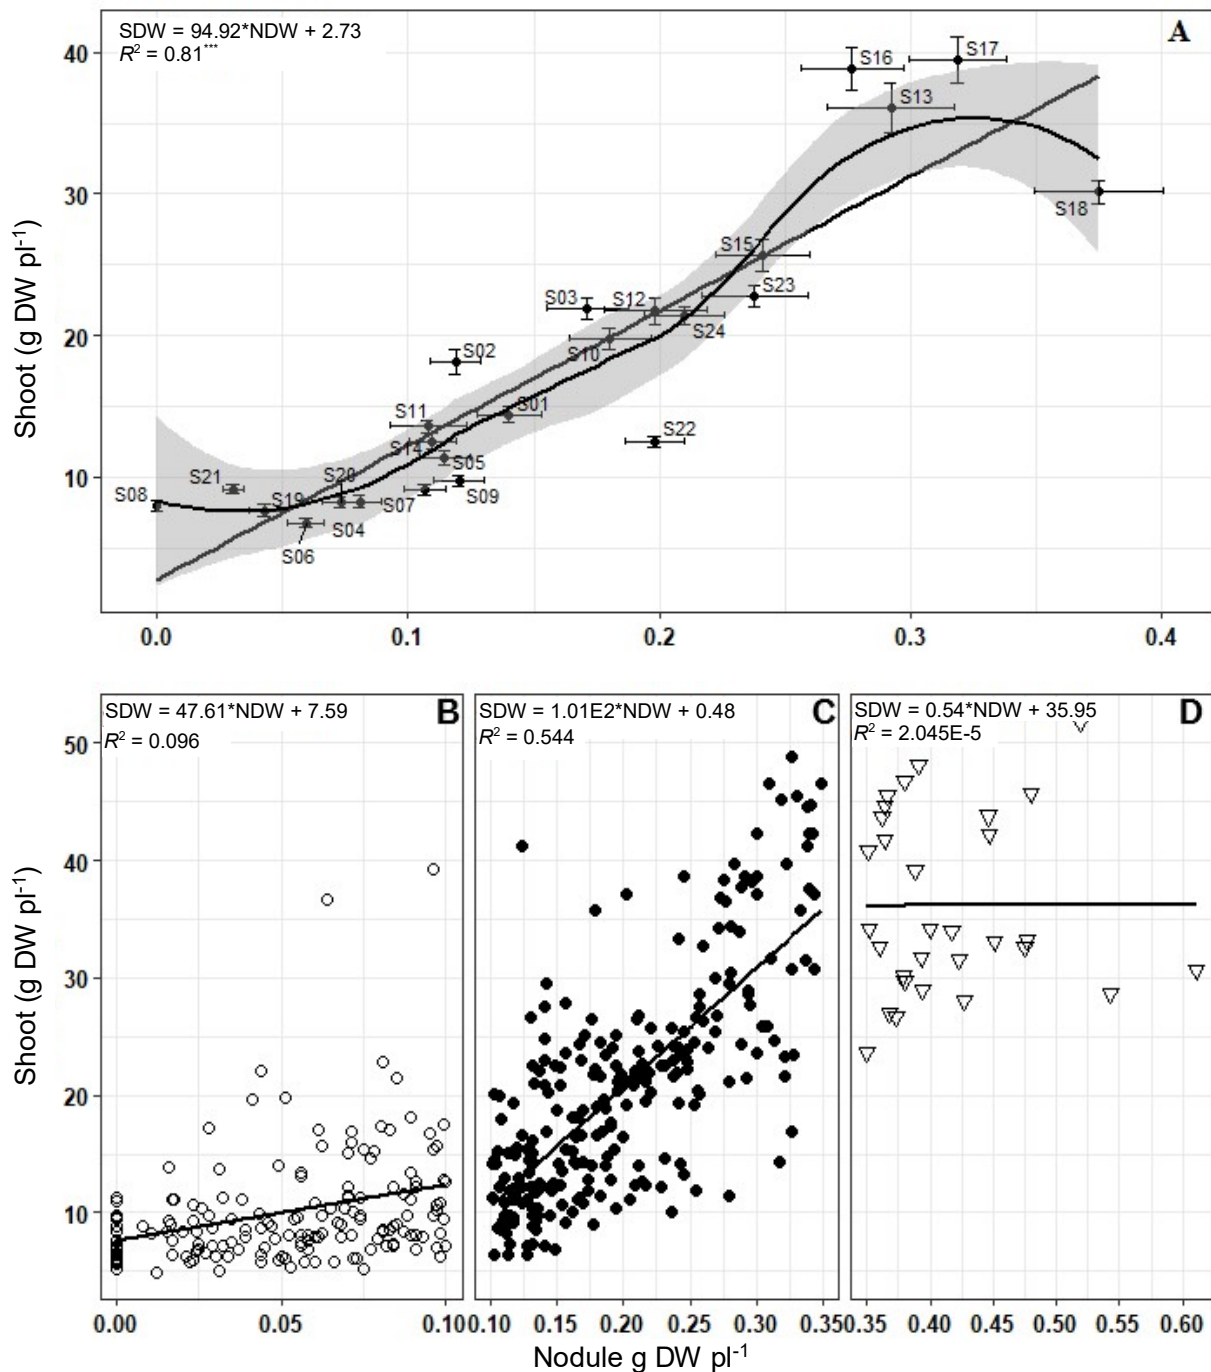 SDW = 94.92*NDW + 2.73
R² = 0.81***
A
40
30
20
10
Shoot (g DW pl⁻¹)
S16
S17
S13
S18
S15
S23
S03
S12
S24
S10
S02
S01
S11
S22
S14
S05
S09
S21
S20
S08
S19
S07
S04
S06
0.0 0.1 0.2 0.3 0.4
SDW = 47.61*NDW + 7.59
R² = 0.096
B
SDW = 1.01E2*NDW + 0.48
R² = 0.544
C
SDW = 0.54*NDW + 35.95
R² = 2.045E-5
D
50
40
30
20
10
Shoot (g DW pl⁻¹)
0.00 0.05 0.10
0.10 0.15 0.20 0.25 0.30 0.35
0.35 0.40 0.45 0.50 0.55 0.60
Nodule g DW pl⁻¹